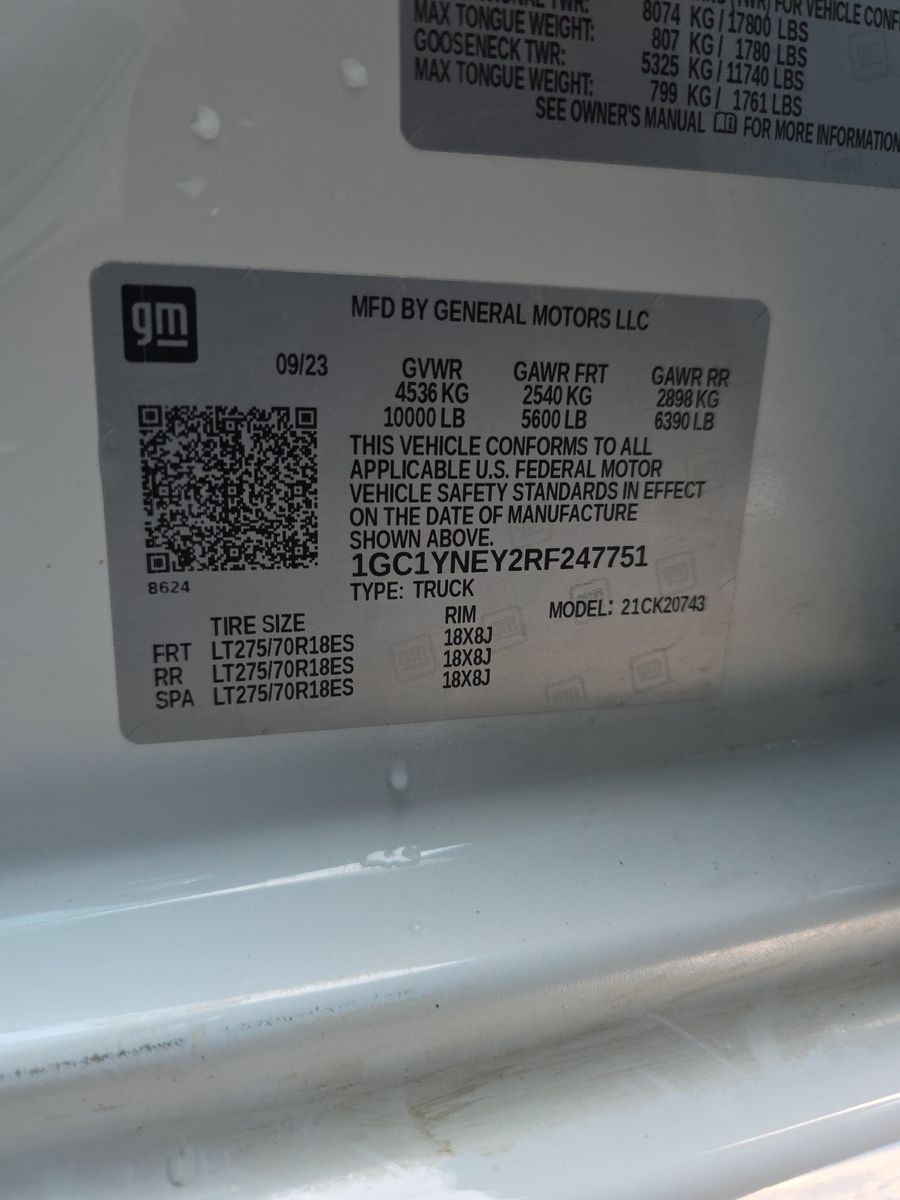 (TWR) FOR VEHICLE CONF
TWR: 8074 KG / 17800 LBS
MAX TONGUE WEIGHT: 807 KG / 1780 LBS
GOOSENECK TWR: 5325 KG / 11740 LBS
MAX TONGUE WEIGHT: 799 KG / 1761 LBS
SEE OWNER'S MANUAL FOR MORE INFORMATION
gm
MFD BY GENERAL MOTORS LLC
09/23 GVWR GAWR FRT GAWR RR
4536 KG 2540 KG 2898 KG
10000 LB 5600 LB 6390 LB
THIS VEHICLE CONFORMS TO ALL
APPLICABLE U.S. FEDERAL MOTOR
VEHICLE SAFETY STANDARDS IN EFFECT
ON THE DATE OF MANUFACTURE
SHOWN ABOVE.
1GC1YNEY2RF247751
8624
TYPE: TRUCK MODEL: 21CK20743
TIRE SIZE RIM
FRT LT275/70R18ES 18X8J
RR LT275/70R18ES 18X8J
SPA LT275/70R18ES 18X8J